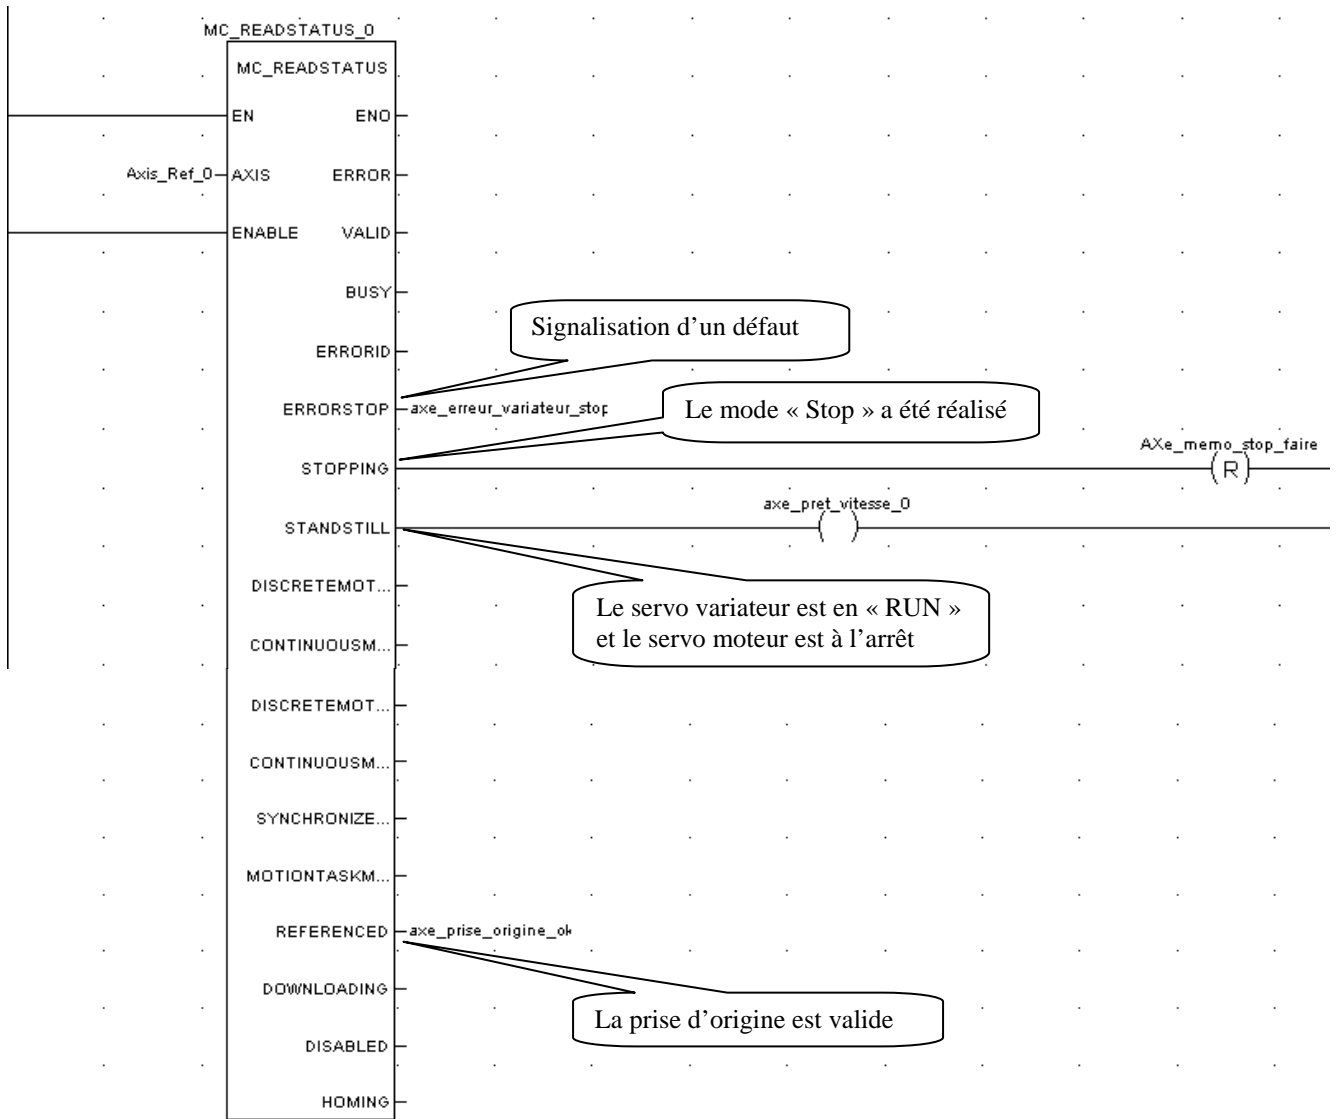 MC_READSTATUS_0
MC_READSTATUS
EN ENO
Axis_Ref_0 AXIS ERROR
ENABLE VALID
BUSY
Signalisation d’un défaut
ERRORID
ERRORSTOP axe_erreur_variateur_stop
Le mode « Stop » a été réalisé
STOPPING
AXe_memo_stop_faire
R
STANDSTILL
axe_pret_vitesse_0
DISCRETEMOT...
Le servo variateur est en « RUN »
et le servo moteur est à l’arrêt
CONTINUOUSM...
DISCRETEMOT...
CONTINUOUSM...
SYNCHRONIZE...
MOTIONTASKM...
REFERENCED axe_prise_origine_ok
DOWNLOADING
La prise d’origine est valide
DISABLED
HOMING